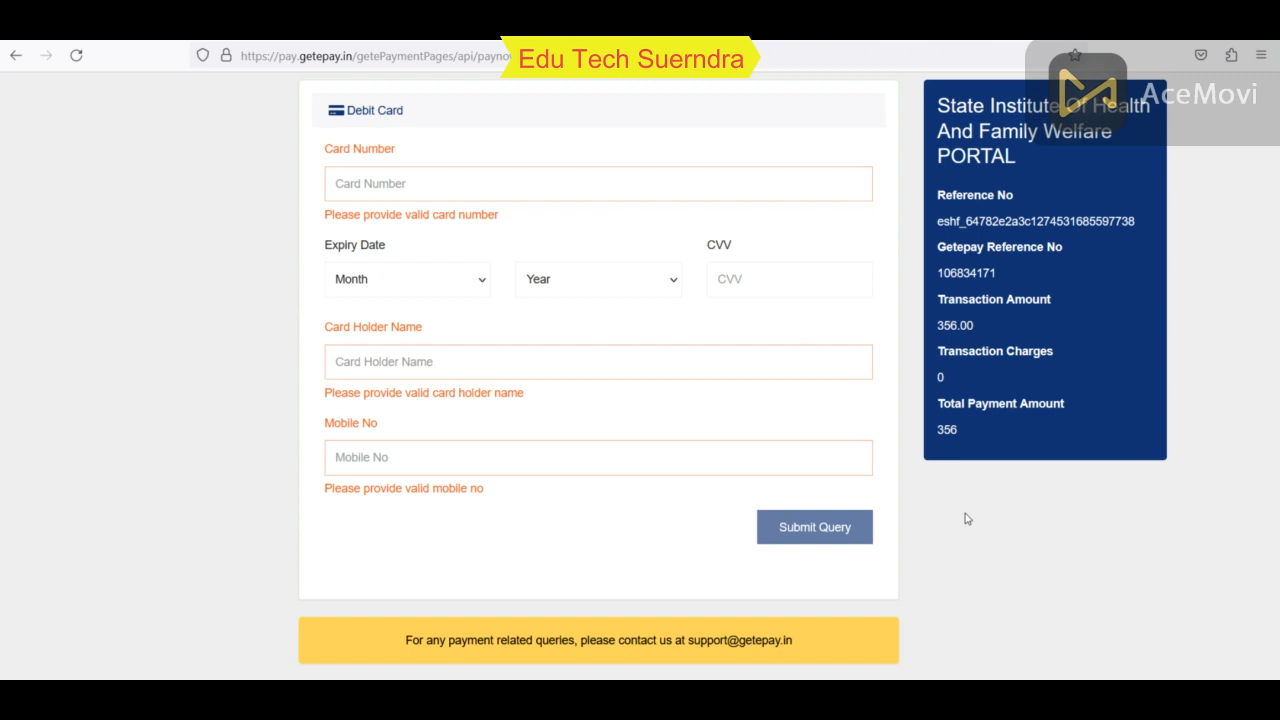 https://pay.getepay.in/getePaymentPages/api/payno
Edu Tech Suerndra
AceMovi
Debit Card
Card Number
Card Number
Please provide valid card number
Expiry Date
CVV
Month
Year
CVV
Card Holder Name
Card Holder Name
Please provide valid card holder name
Mobile No
Mobile No
Please provide valid mobile no
Submit Query
For any payment related queries, please contact us at support@getepay.in
State Institute Of Health
And Family Welfare
PORTAL
Reference No
eshf_64782e2a3c1274531685597738
Getepay Reference No
106834171
Transaction Amount
356.00
Transaction Charges
0
Total Payment Amount
356